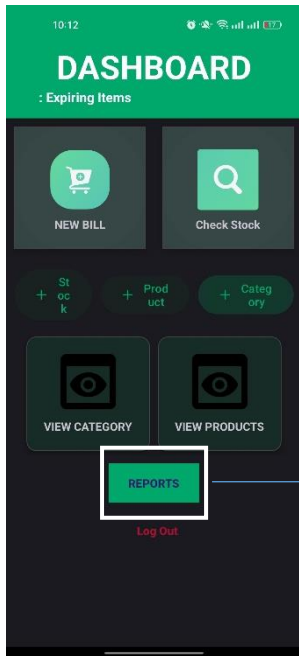 10:12
37
DASHBOARD
: Expiring Items
NEW BILL
Check Stock
+ St
oc
k
+ Prod
uct
+ Categ
ory
VIEW CATEGORY
VIEW PRODUCTS
REPORTS
Log Out